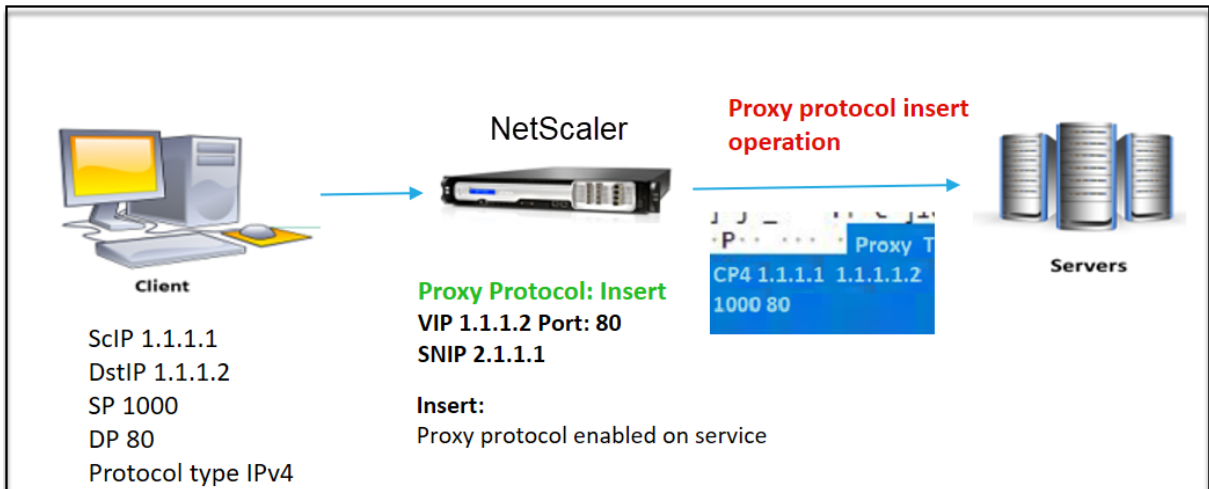 NetScaler
Proxy protocol insert
operation
Client
ScIP 1.1.1.1
DstIP 1.1.1.2
SP 1000
DP 80
Protocol type IPv4
Proxy Protocol: Insert
VIP 1.1.1.2 Port: 80
SNIP 2.1.1.1
Insert:
Proxy protocol enabled on service
·P·· ··· · Proxy T
CP4 1.1.1.1 1.1.1.1.2
1000 80
Servers